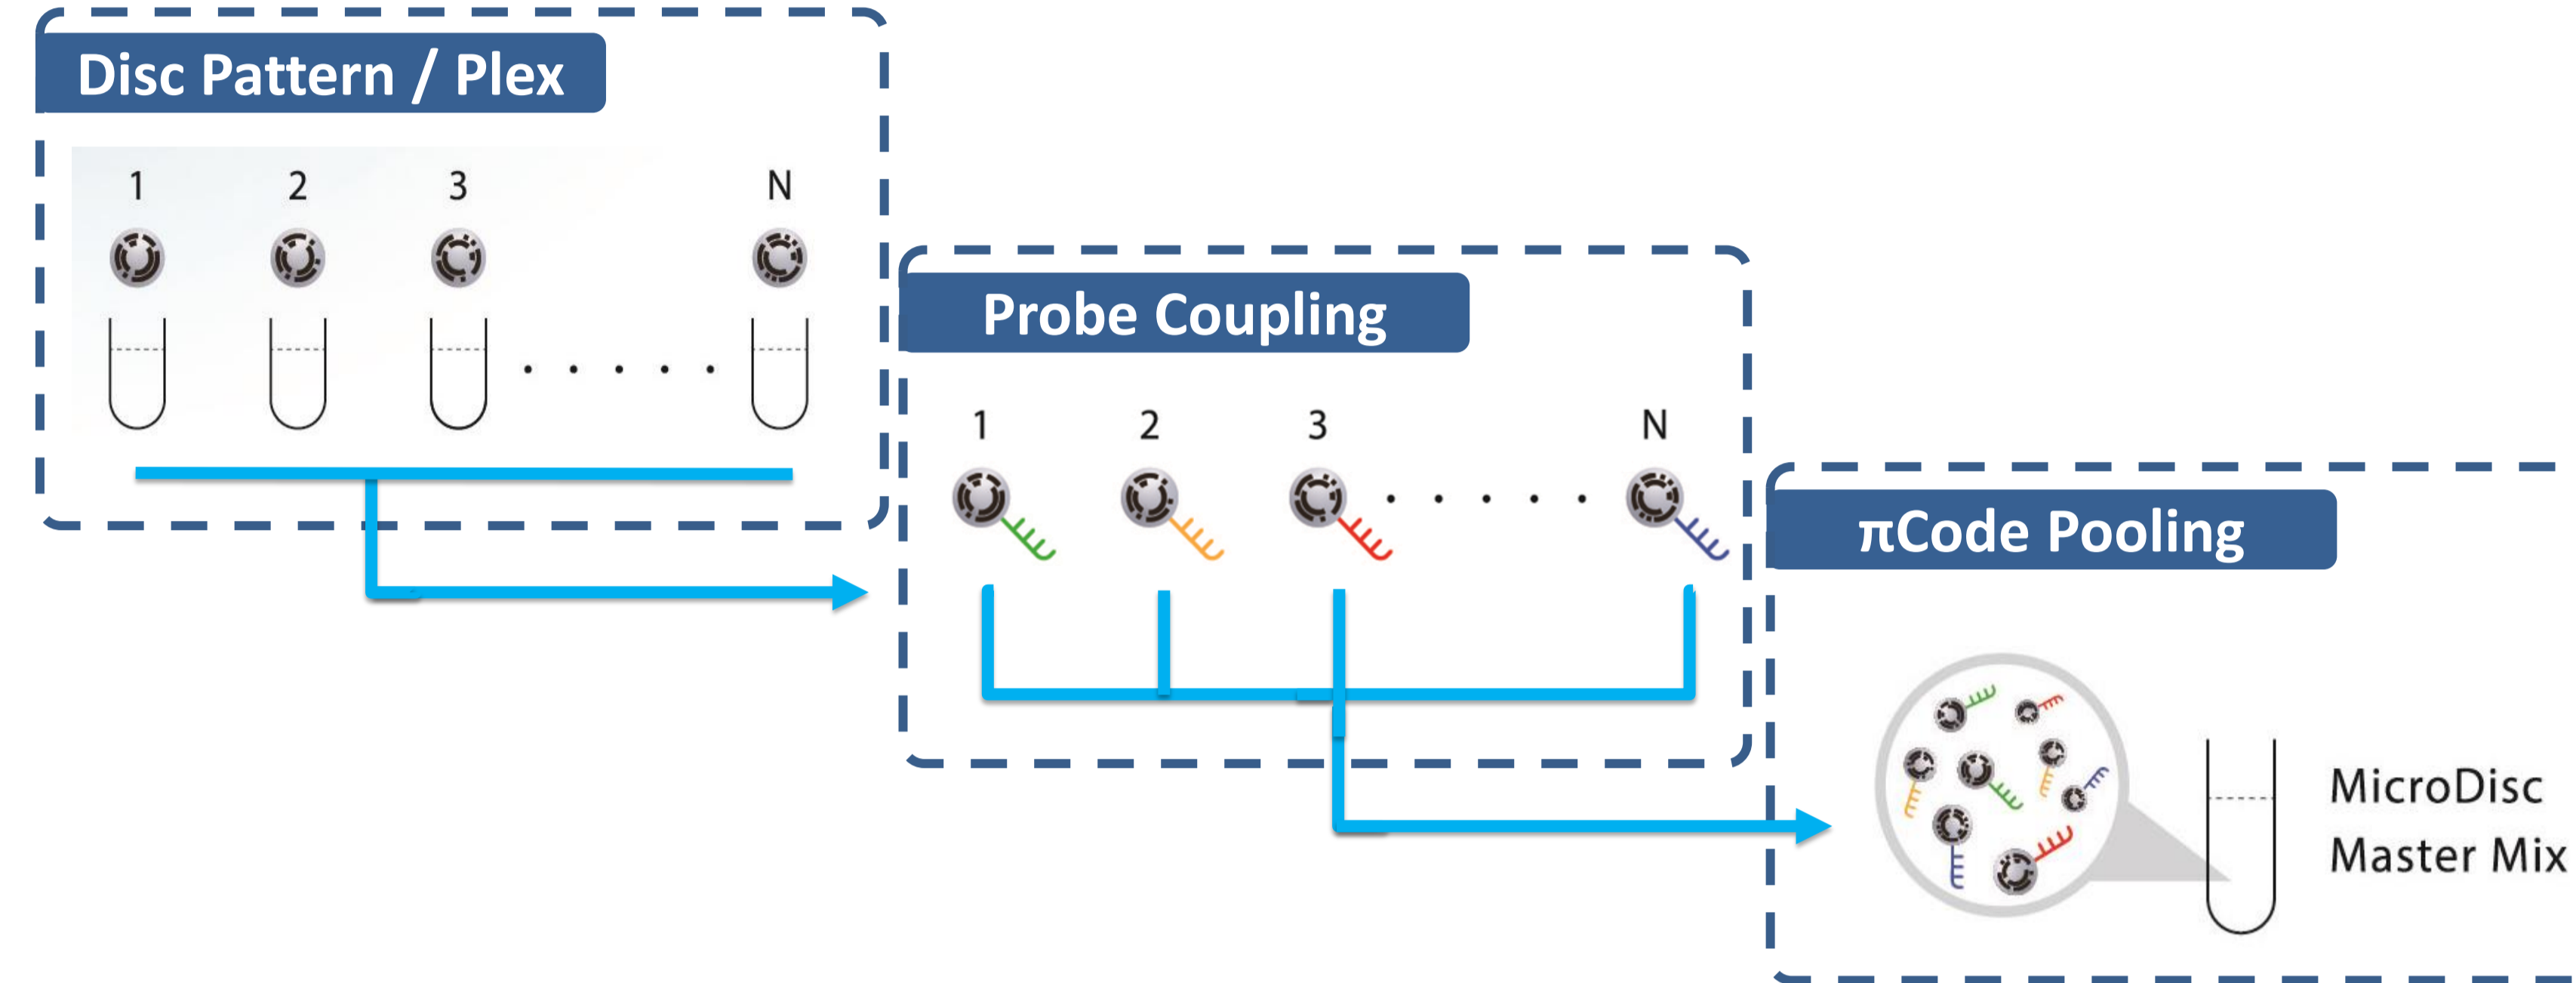 Disc Pattern / Plex
1 2 3 N
Probe Coupling
1 2 3 N
πCode Pooling
MicroDisc
Master Mix